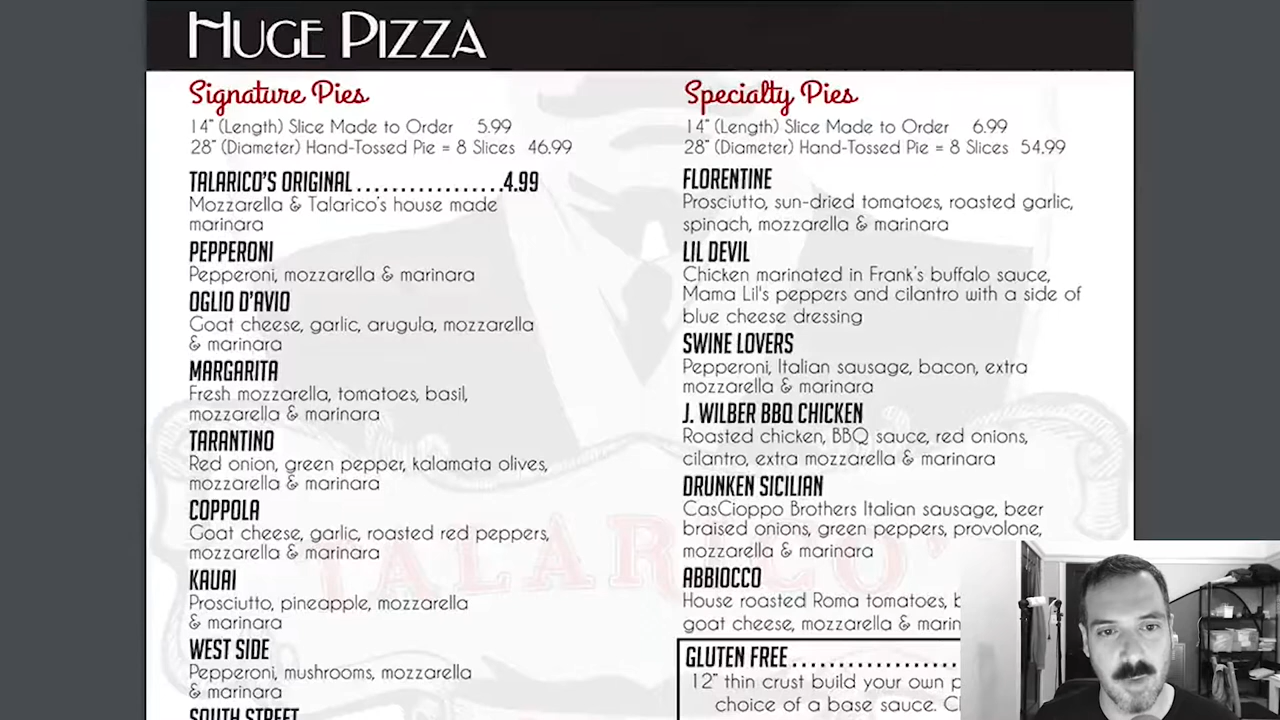 HUGE PIZZA
Signature Pies
14" (Length) Slice Made to Order 5.99
28" (Diameter) Hand-Tossed Pie = 8 Slices 46.99
TALARICO'S ORIGINAL.................4.99
Mozzarella & Talarico's house made
marinara
PEPPERONI
Pepperoni, mozzarella & marinara
OGLIO D'AVIO
Goat cheese, garlic, arugula, mozzarella
& marinara
MARGARITA
Fresh mozzarella, tomatoes, basil,
mozzarella & marinara
TARANTINO
Red onion, green pepper, kalamata olives,
mozzarella & marinara
COPPOLA
Goat cheese, garlic, roasted red peppers,
mozzarella & marinara
KAUAI
Prosciutto, pineapple, mozzarella
& marinara
WEST SIDE
Pepperoni, mushrooms, mozzarella
& marinara
SOUTH STREET
Specialty Pies
14" (Length) Slice Made to Order 6.99
28" (Diameter) Hand-Tossed Pie = 8 Slices 54.99
FLORENTINE
Prosciutto, sun-dried tomatoes, roasted garlic,
spinach, mozzarella & marinara
LIL DEVIL
Chicken marinated in Frank's buffalo sauce,
Mama Lil's peppers and cilantro with a side of
blue cheese dressing
SWINE LOVERS
Pepperoni, Italian sausage, bacon, extra
mozzarella & marinara
J. WILBER BBQ CHICKEN
Roasted chicken, BBQ sauce, red onions,
cilantro, extra mozzarella & marinara
DRUNKEN SICILIAN
CasCioppo Brothers Italian sausage, beer
braised onions, green peppers, provolone,
mozzarella & marinara
ABBIOCCO
House roasted Roma tomatoes,
goat cheese, mozzarella &
GLUTEN FREE...................
12" thin crust build your own
choice of a base sauce.
TALARICO'